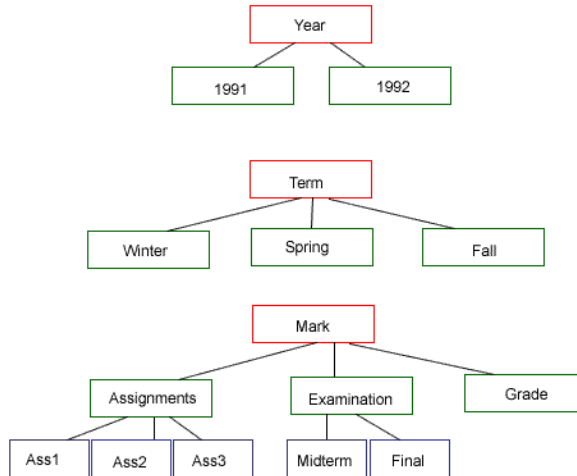 Year
1991
1992
Term
Winter
Spring
Fall
Mark
Assignments
Examination
Grade
Ass1
Ass2
Ass3
Midterm
Final